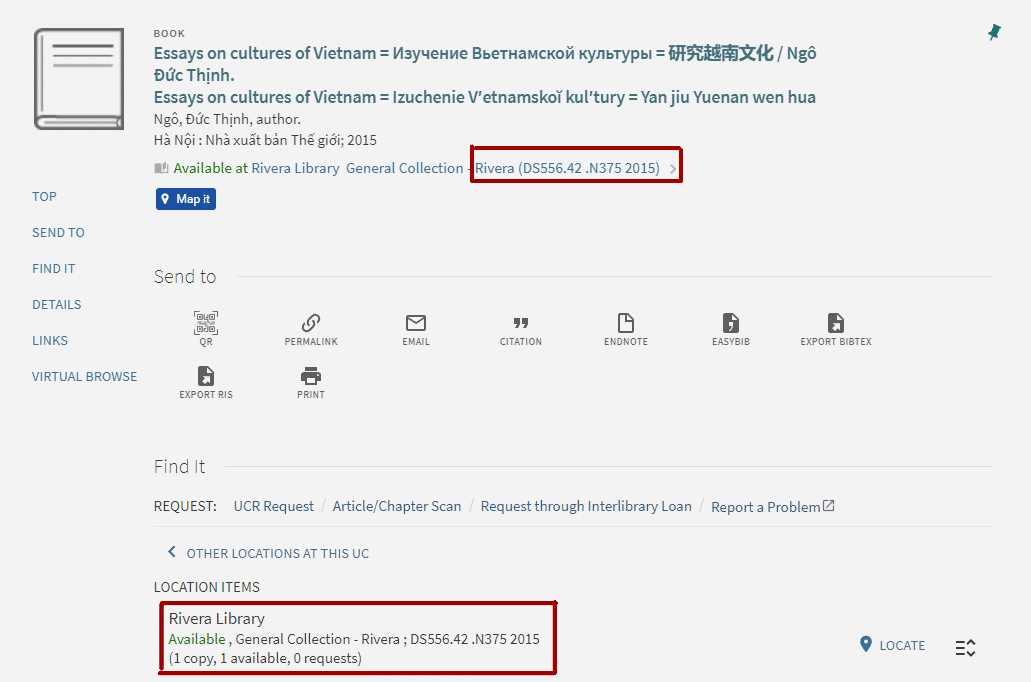 BOOK
Essays on cultures of Vietnam = Изучение Вьетнамской культуры = 研究越南文化 / Ngô
Đức Thịnh.
Essays on cultures of Vietnam = Izuchenie Vʹetnamskoĭ kulʹtury = Yan jiu Yuenan wen hua
Ngô, Đức Thịnh, author.
Hà Nội : Nhà xuất bản Thế giới; 2015
Available at Rivera Library General Collection - Rivera (DS556.42 .N375 2015)
Map it
TOP
SEND TO
FIND IT
DETAILS
LINKS
VIRTUAL BROWSE
Send to
QR
PERMALINK
EMAIL
CITATION
ENDNOTE
EASYBIB
EXPORT BIBTEX
EXPORT RIS
PRINT
Find It
REQUEST: UCR Request / Article/Chapter Scan / Request through Interlibrary Loan / Report a Problem
OTHER LOCATIONS AT THIS UC
LOCATION ITEMS
Rivera Library
Available , General Collection - Rivera ; DS556.42 .N375 2015
(1 copy, 1 available, 0 requests)
LOCATE